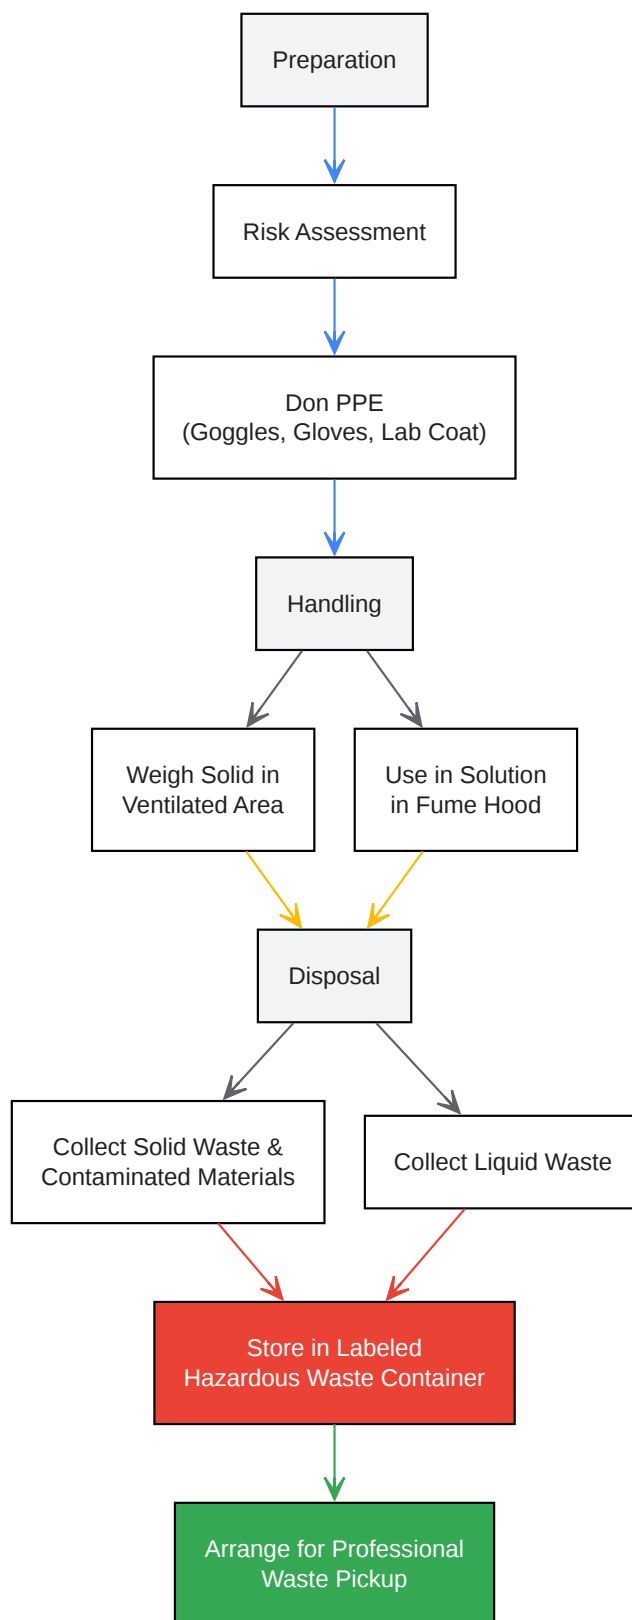 Preparation
Risk Assessment
Don PPE
(Goggles, Gloves, Lab Coat)
Handling
Weigh Solid in
Ventilated Area
Use in Solution
in Fume Hood
Disposal
Collect Solid Waste &
Contaminated Materials
Collect Liquid Waste
Store in Labeled
Hazardous Waste Container
Arrange for Professional
Waste Pickup